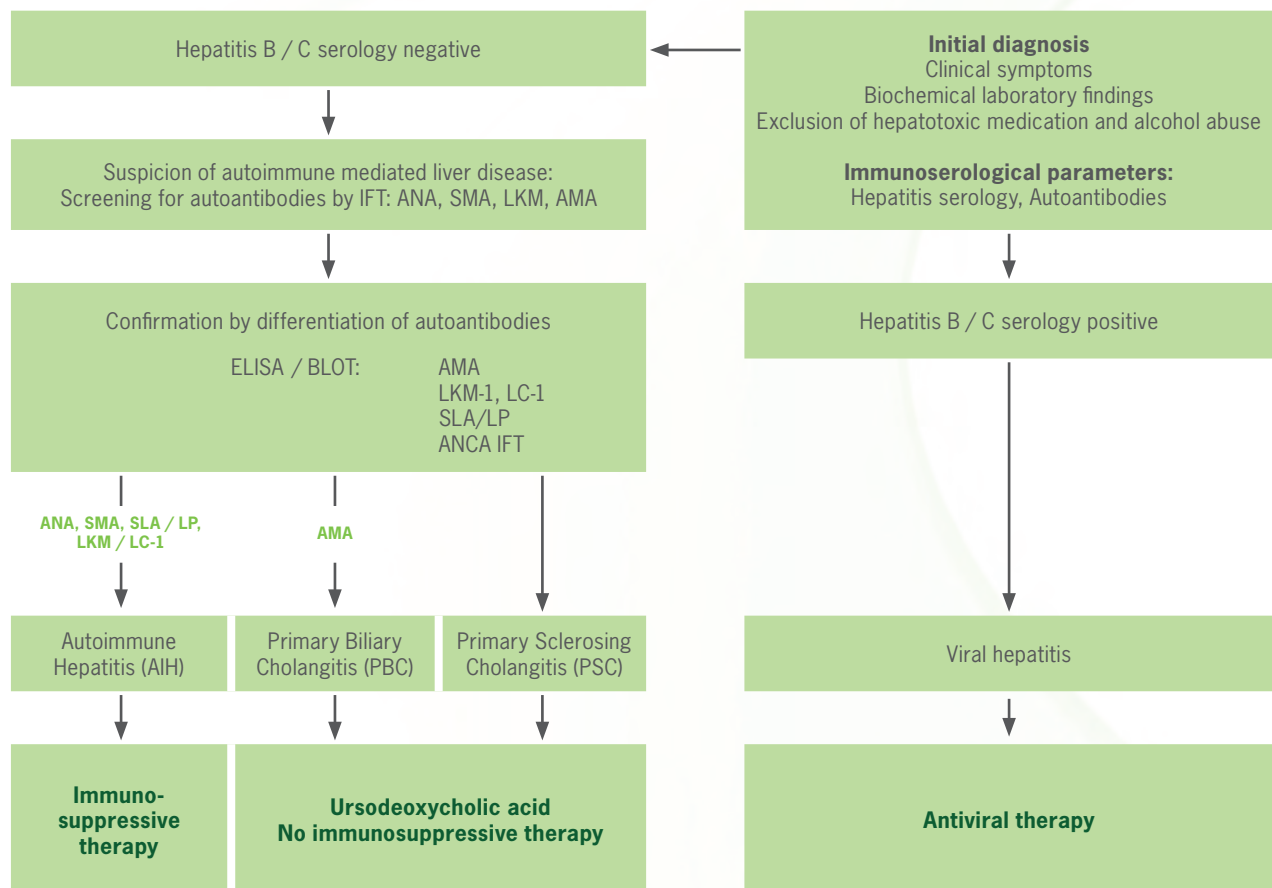 Hepatitis B / C serology negative
Initial diagnosis
Clinical symptoms
Biochemical laboratory findings
Exclusion of hepatotoxic medication and alcohol abuse
Immunoserological parameters:
Hepatitis serology, Autoantibodies
Suspicion of autoimmune mediated liver disease:
Screening for autoantibodies by IFT: ANA, SMA, LKM, AMA
Confirmation by differentiation of autoantibodies
ELISA / BLOT: AMA
LKM-1, LC-1
SLA/LP
ANCA IFT
Hepatitis B / C serology positive
ANA, SMA, SLA / LP,
LKM / LC-1
AMA
Autoimmune
Hepatitis (AIH)
Primary Biliary
Cholangitis (PBC)
Primary Sclerosing
Cholangitis (PSC)
Viral hepatitis
Immuno-
suppressive
therapy
Ursodeoxycholic acid
No immunosuppressive therapy
Antiviral therapy